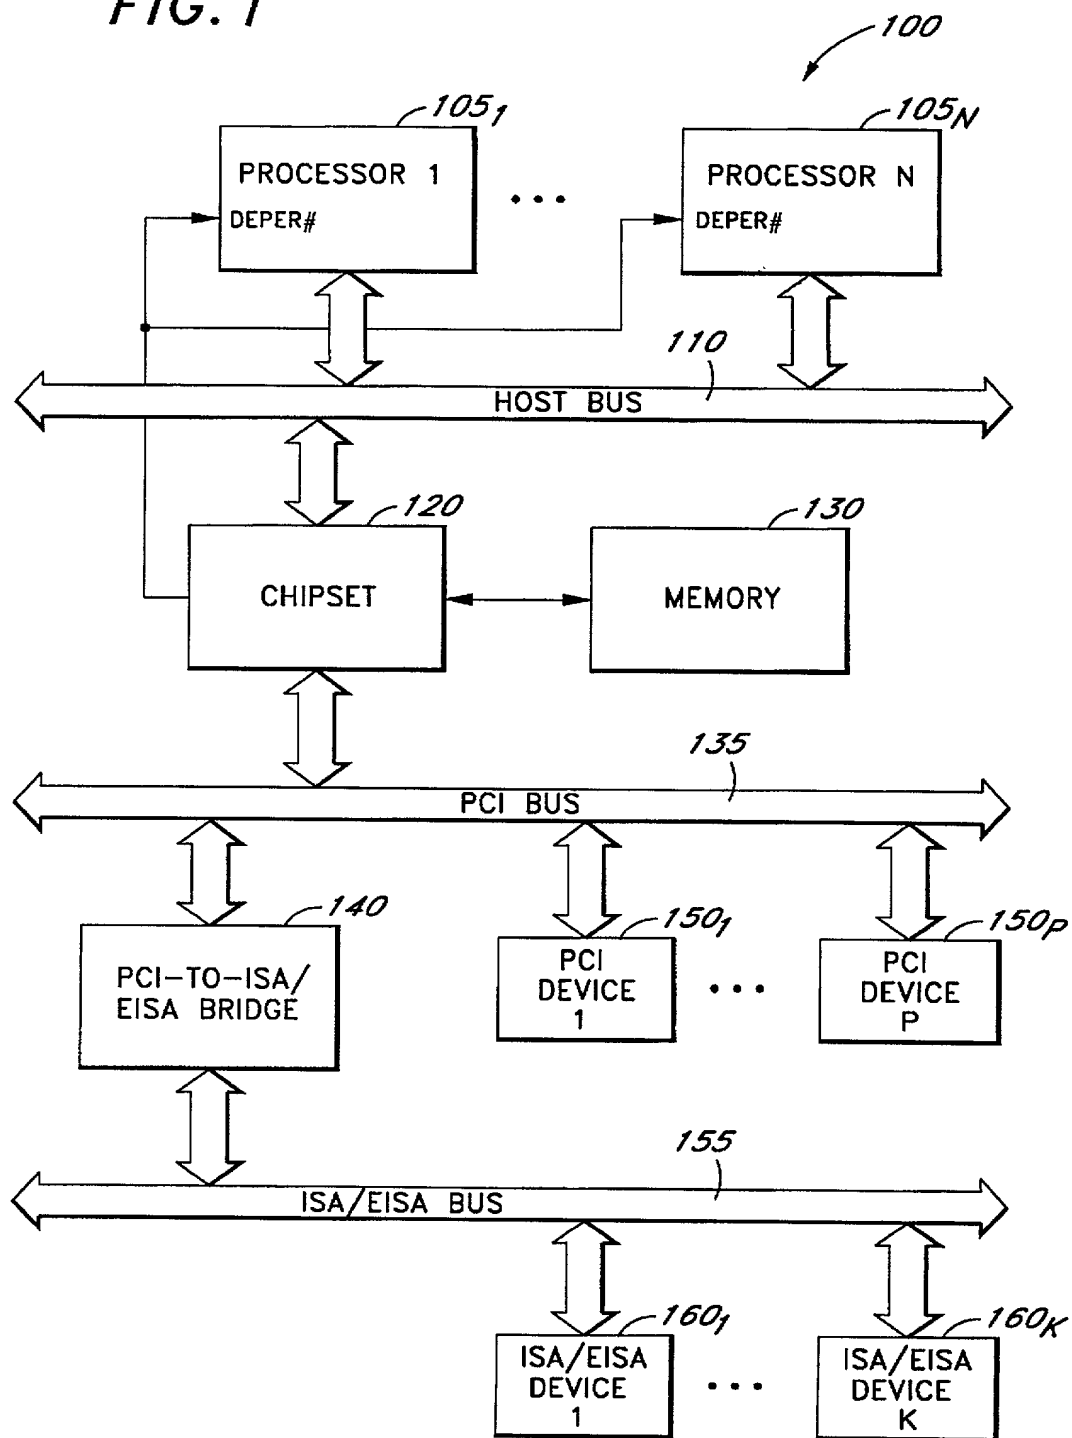 FIG. 1
100
105₁
105N
PROCESSOR 1
DEPER#
• • •
PROCESSOR N
DEPER#
110
HOST BUS
120
130
CHIPSET
MEMORY
135
PCI BUS
140
150₁
150P
PCI-TO-ISA/
EISA BRIDGE
PCI
DEVICE
1
• • •
PCI
DEVICE
P
155
ISA/EISA BUS
160₁
160K
ISA/EISA
DEVICE
1
• • •
ISA/EISA
DEVICE
K